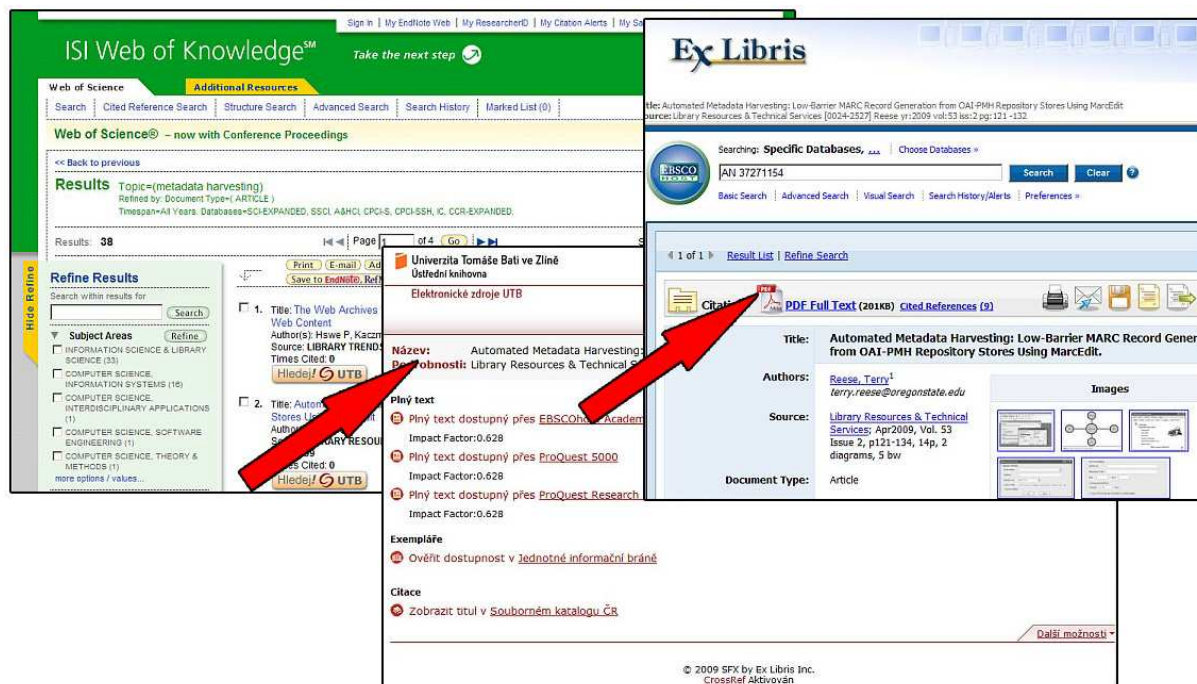 Sign In | My EndNote Web | My ResearcherID | My Citation Alerts | My Sa
ISI Web of Knowledge℠ Take the next step
Web of Science Additional Resources
Search | Cited Reference Search | Structure Search | Advanced Search | Search History | Marked List (0)
Web of Science® – now with Conference Proceedings
<< Back to previous
Results Topic=(metadata harvesting)
Refined by: Document Type=( ARTICLE )
Timespan=All Years. Databases=SCI-EXPANDED, SSCI, A&HCI, CPCI-S, CPCI-SSH, IC, CCR-EXPANDED.
Results: 38 Page 1 of 4 Go
Print E-mail Ad
Save to EndNote, Ref
Hide Refine
Refine Results
Search within results for
Search
Subject Areas Refine
INFORMATION SCIENCE & LIBRARY
SCIENCE (33)
COMPUTER SCIENCE,
INFORMATION SYSTEMS (16)
COMPUTER SCIENCE,
INTERDISCIPLINARY APPLICATIONS
(1)
COMPUTER SCIENCE, SOFTWARE
ENGINEERING (1)
COMPUTER SCIENCE, THEORY &
METHODS (1)
more options / values...
1. Title: The Web Archives
Web Content
Author(s): Hswe P, Kaczm
Source: LIBRARY TRENDS
Times Cited: 0
Hledej! UTB
2. Title: Autom
Stores Us
Times Cited: 0
Hledej! UTB
Univerzita Tomáše Bati ve Zlíně
Ústřední knihovna
Elektronické zdroje UTB
Název: Automated Metadata Harvesting:
Library Resources & Technical S
Plný text
Plný text dostupný přes EBSCOho Academ
Impact Factor:0.628
Plný text dostupný přes ProQuest 5000
Impact Factor:0.628
Plný text dostupný přes ProQuest Research
Impact Factor:0.628
Exempláře
Ověřit dostupnost v Jednotné informační bráně
Citace
Zobrazit titul v Souborném katalogu ČR
Další možnosti
© 2009 SFX by Ex Libris Inc.
CrossRef Aktivován
Ex Libris
tle: Automated Metadata Harvesting: Low-Barrier MARC Record Generation from OAI-PMH Repository Stores Using MarcEdit
ource: Library Resources & Technical Services [0024-2527] Reese yr:2009 vol:53 iss:2 pg:121 -132
EBSCO HOST
Searching: Specific Databases, ... | Choose Databases »
AN 37271154 Search Clear
Basic Search | Advanced Search | Visual Search | Search History/Alerts | Preferences »
1 of 1 Result List | Refine Search
Citati PDF Full Text (201KB) Cited References (9)
Title: Automated Metadata Harvesting: Low-Barrier MARC Record Gener
from OAI-PMH Repository Stores Using MarcEdit.
Authors: Reese, Terry1
terry.reese@oregonstate.edu
Source: Library Resources & Technical
Services; Apr2009, Vol. 53
Issue 2, p121-134, 14p, 2
diagrams, 5 bw
Document Type: Article
Images